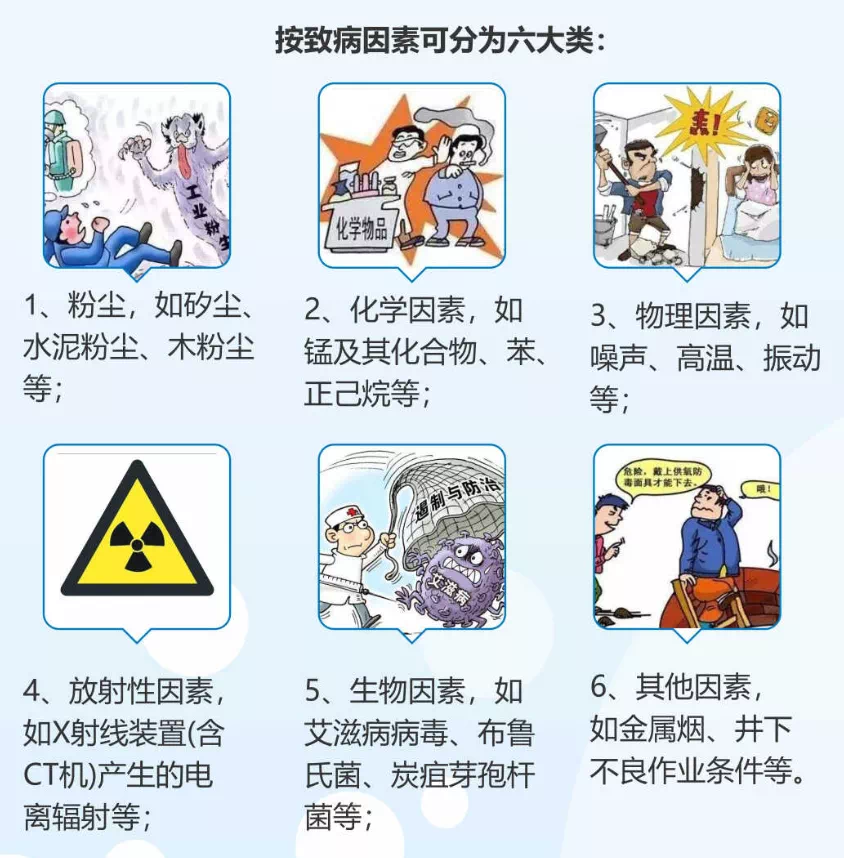 按致病因素可分为六大类：
工业粉尘
化学物品
轰！
1、粉尘，如矽尘、
水泥粉尘、木粉尘
等；
2、化学因素，如
锰及其化合物、苯、
正己烷等；
3、物理因素，如
噪声、高温、振动
等；
遏制与防治
艾滋病
危险，戴上供氧防
毒面具才能下去。
哦！
4、放射性因素，
如X射线装置(含
CT机)产生的电
离辐射等；
5、生物因素，如
艾滋病病毒、布鲁
氏菌、炭疽芽孢杆
菌等；
6、其他因素，
如金属烟、井下
不良作业条件等。